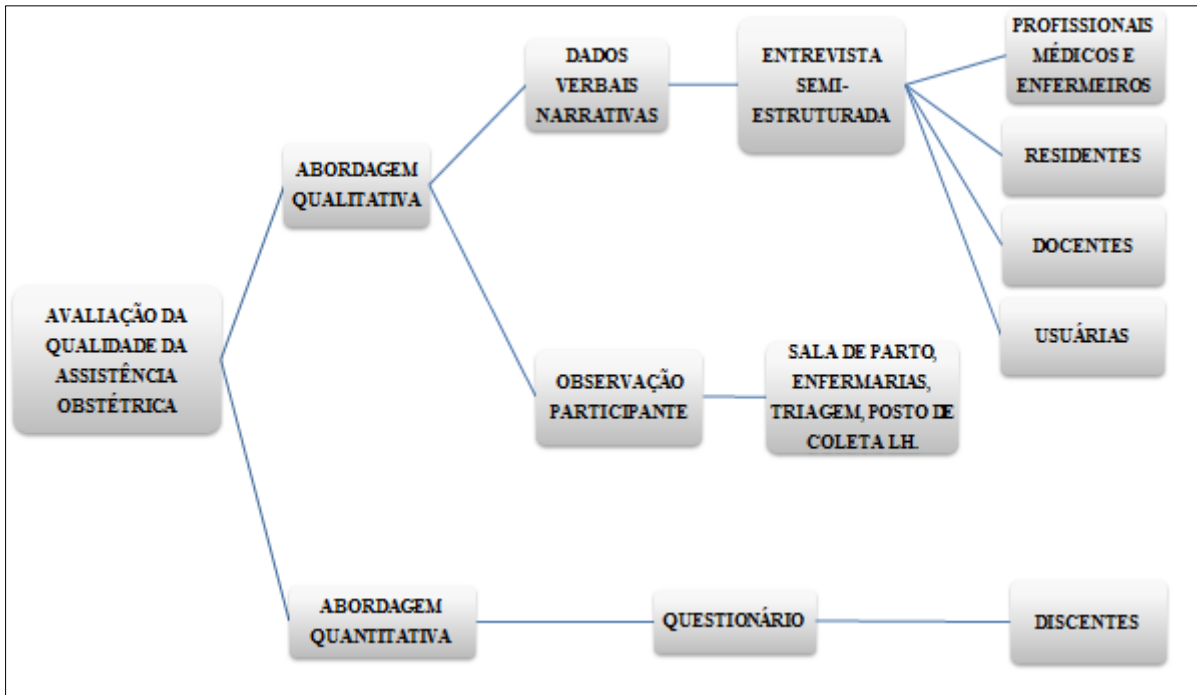 AVALIAÇÃO DA
QUALIDADE DA
ASSISTÊNCIA
OBSTÉTRICA
ABORDAGEM
QUALITATIVA
DADOS
VERBAIS
NARRATIVAS
ENTREVISTA
SEMI-
ESTRUTURADA
PROFISSIONAIS
MÉDICOS E
ENFERMEIROS
RESIDENTES
DOCENTES
USUÁRIAS
OBSERVAÇÃO
PARTICIPANTE
SALA DE PARTO,
ENFERMARIAS,
TRIAGEM, POSTO DE
COLETA LH.
ABORDAGEM
QUANTITATIVA
QUESTIONÁRIO
DISCENTES